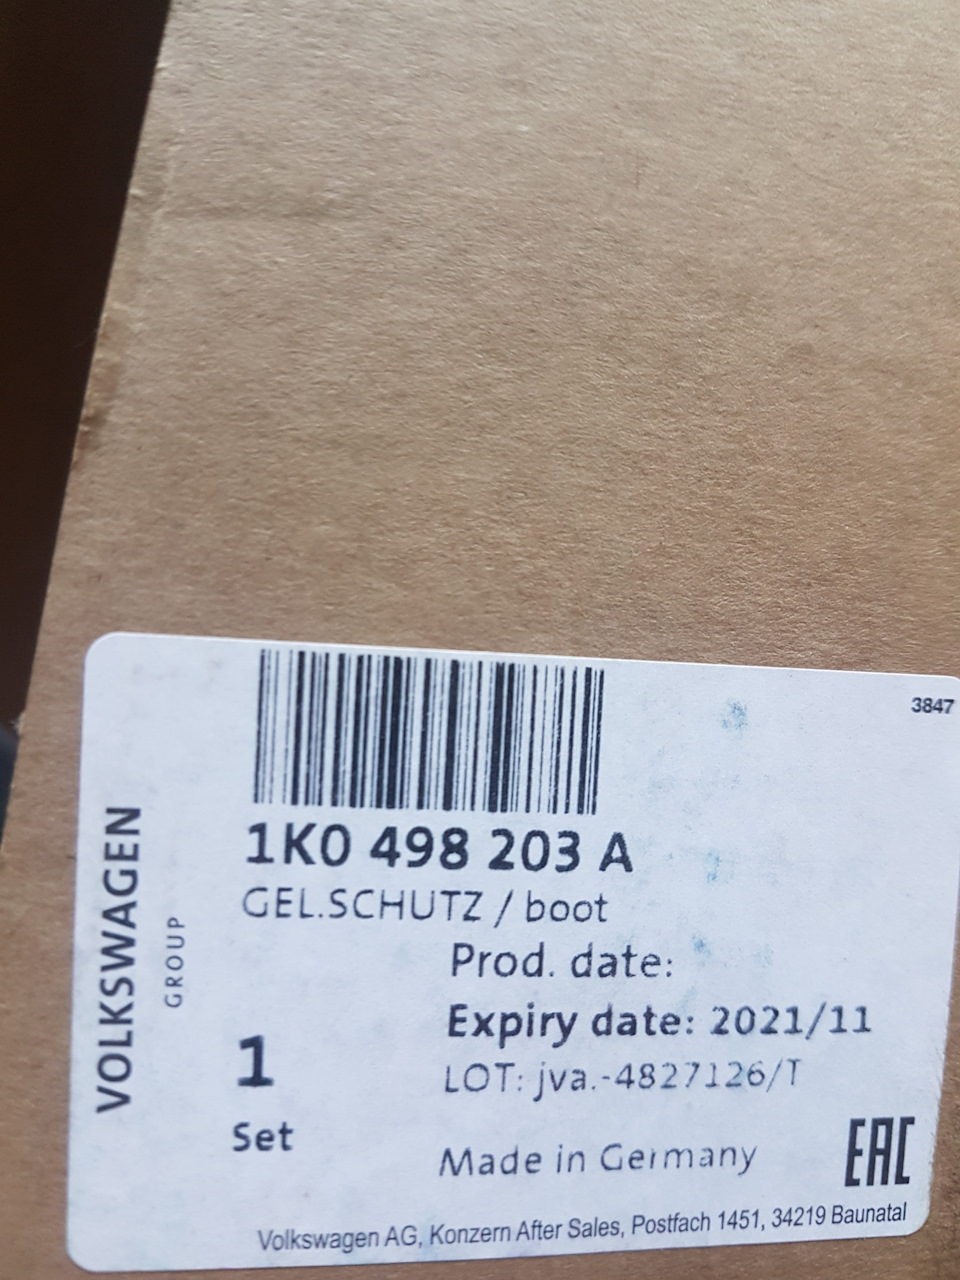 3847
1K0 498 203 A
GEL.SCHUTZ / boot
Prod. date:
Expiry date: 2021/11
LOT: jva.-4827126/T
1
Set
Made in Germany
EAC
Volkswagen AG, Konzern After Sales, Postfach 1451, 34219 Baunatal
VOLKSWAGEN
GROUP